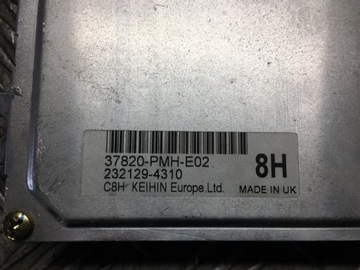 37820-PMH-E02
232129-4310
C8H KEIHIN Europe.Ltd.
8H
MADE IN UK